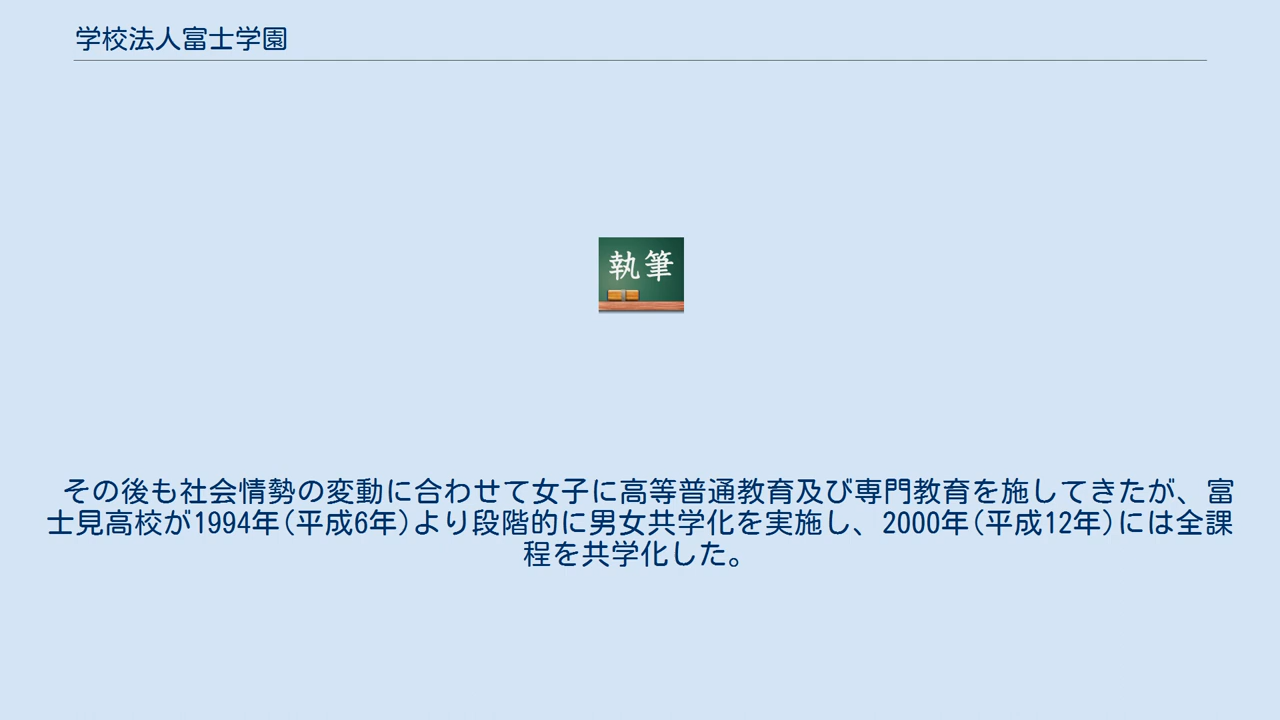 学校法人富士学園
執筆
その後も社会情勢の変動に合わせて女子に高等普通教育及び専門教育を施してきたが、富
士見高校が1994年(平成6年)より段階的に男女共学化を実施し、2000年(平成12年)には全課
程を共学化した。